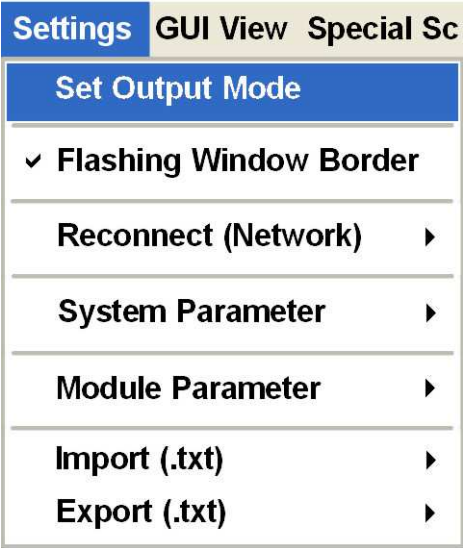 Settings GUI View Special Sc
Set Output Mode
Flashing Window Border
Reconnect (Network)
System Parameter
Module Parameter
Import (.txt)
Export (.txt)